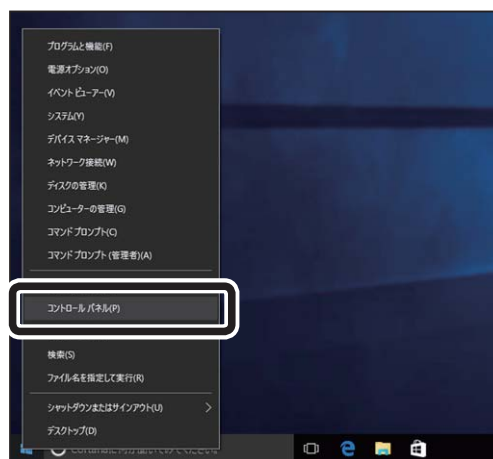 プログラムと機能(F)
電源オプション(O)
イベント ビューアー(V)
システム(Y)
デバイス マネージャー(M)
ネットワーク接続(W)
ディスクの管理(K)
コンピューターの管理(G)
コマンド プロンプト(C)
コマンド プロンプト (管理者)(A)
コントロール パネル(P)
検索(S)
ファイル名を指定して実行(R)
シャットダウンまたはサインアウト(U)
デスクトップ(D)